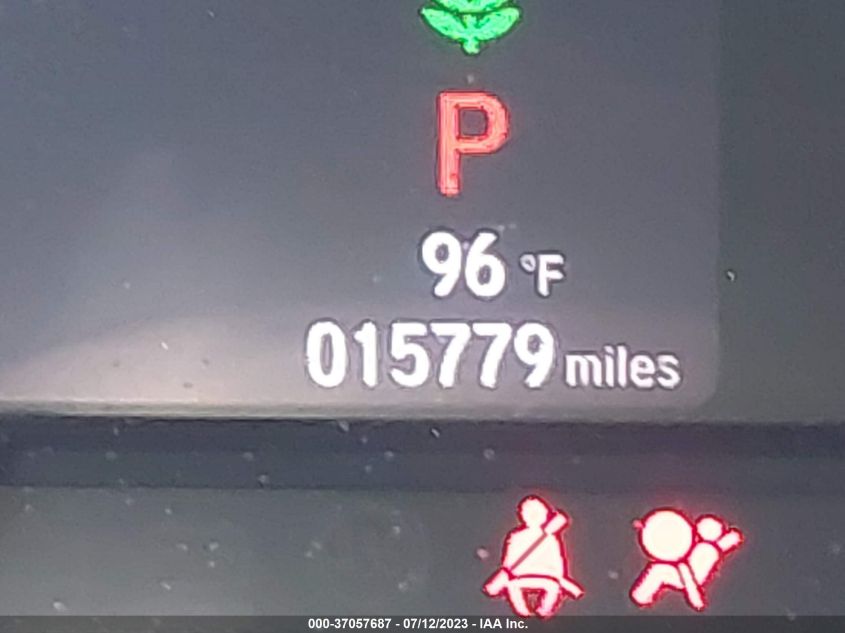 P
96 °F
015779 miles
000-37057687 - 07/12/2023 - IAA Inc.